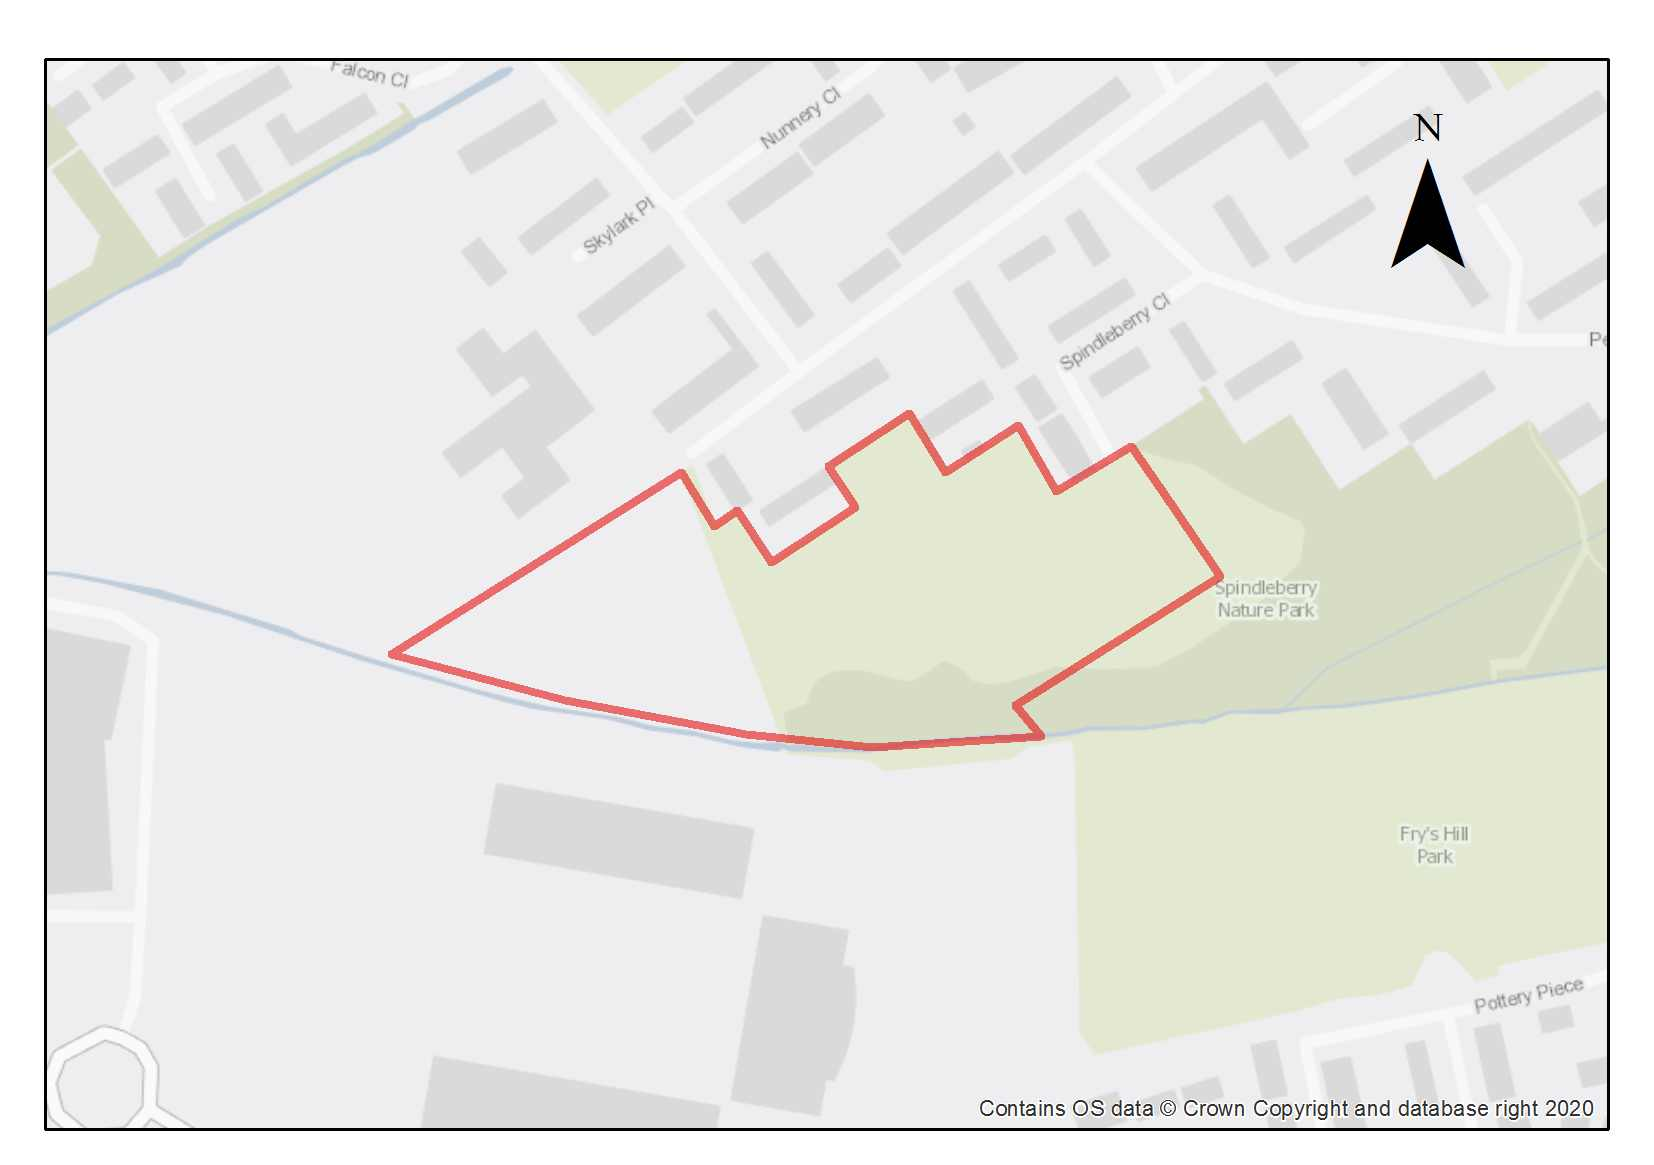 Falcon Cl
Nunnery Cl
N
Skylark Pl
Spindleberry Cl
Spindleberry
Nature Park
Fry's Hill
Park
Pottery Piece
Contains OS data © Crown Copyright and database right 2020